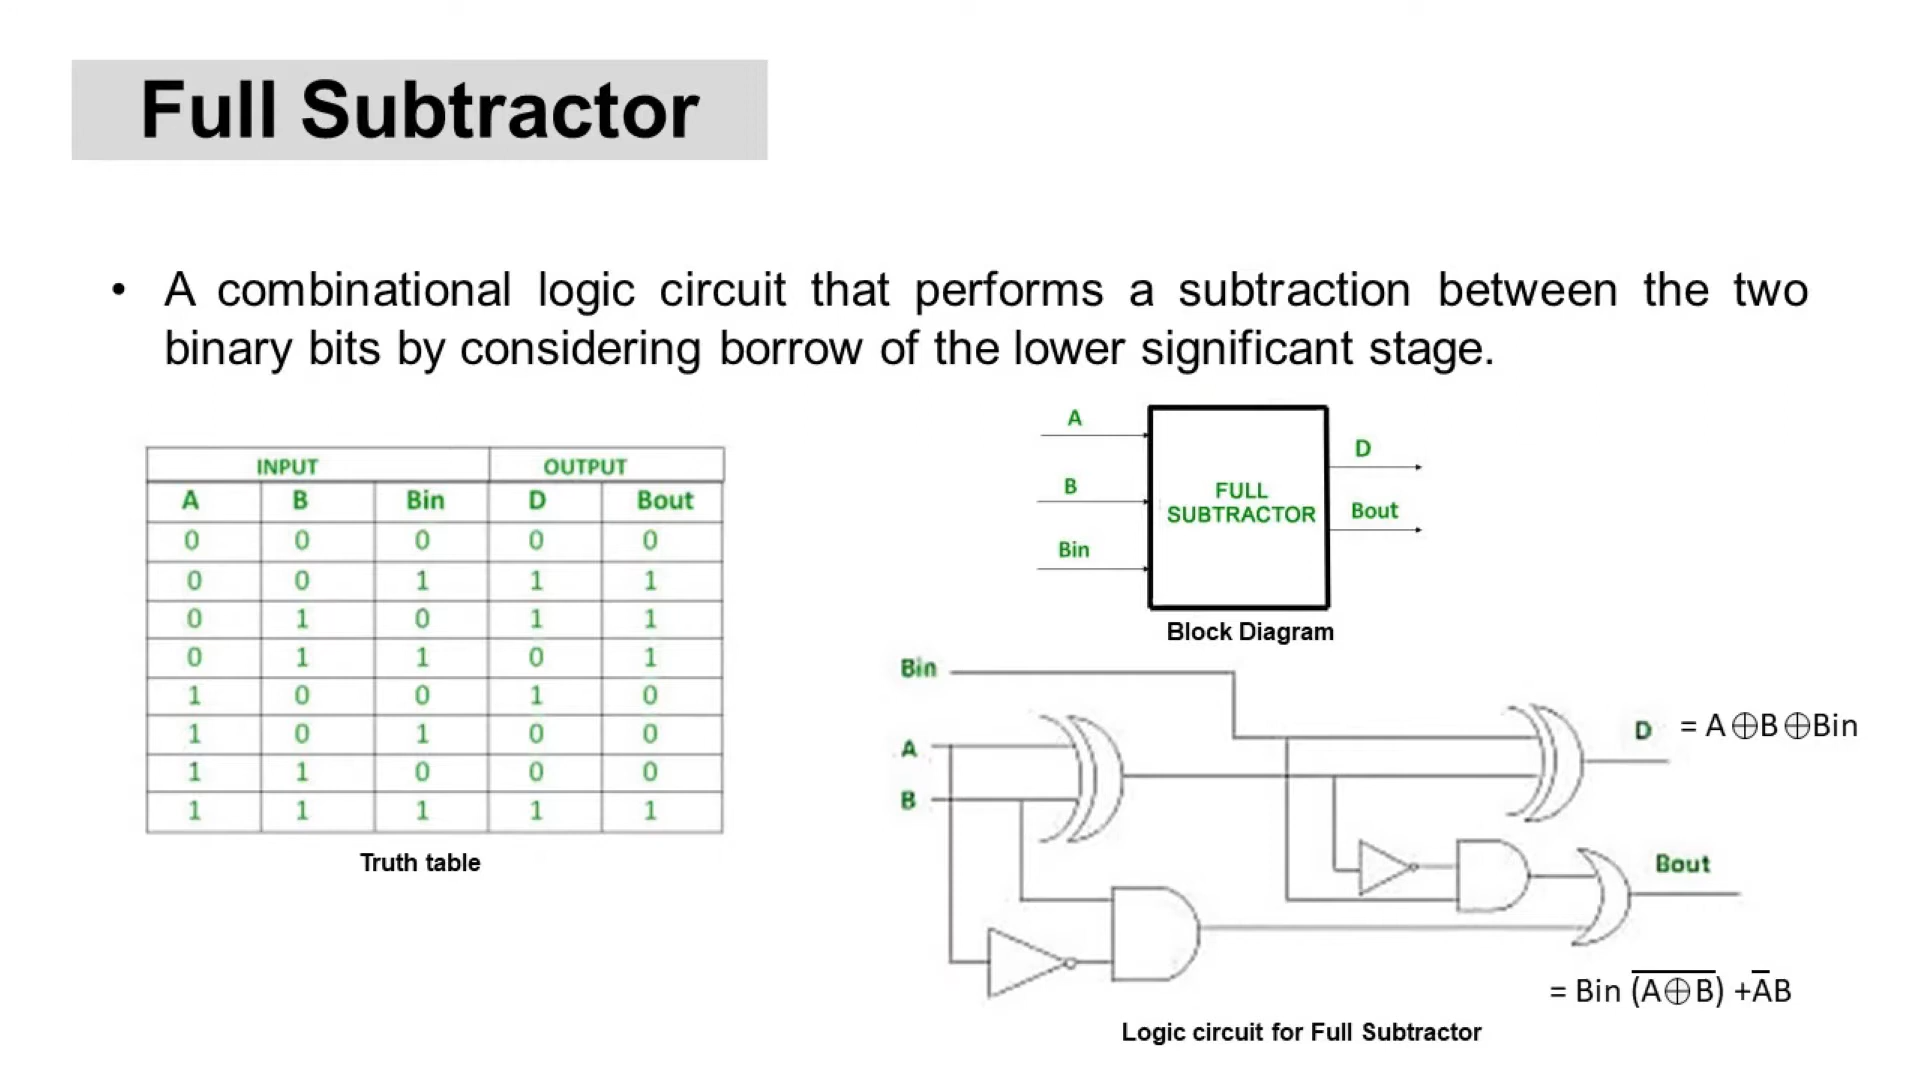 Full Subtractor
• A combinational logic circuit that performs a subtraction between the two
binary bits by considering borrow of the lower significant stage.
INPUT OUTPUT
A B Bin D Bout
0 0 0 0 0
0 0 1 1 1
0 1 0 1 1
0 1 1 0 1
1 0 0 1 0
1 0 1 0 0
1 1 0 0 0
1 1 1 1 1
Truth table
A
B
Bin
FULL
SUBTRACTOR
D
Bout
Block Diagram
Bin
A
B
D = A⊕B⊕Bin
Bout
= Bin (A̅⊕̅B̅) +A̅B
Logic circuit for Full Subtractor